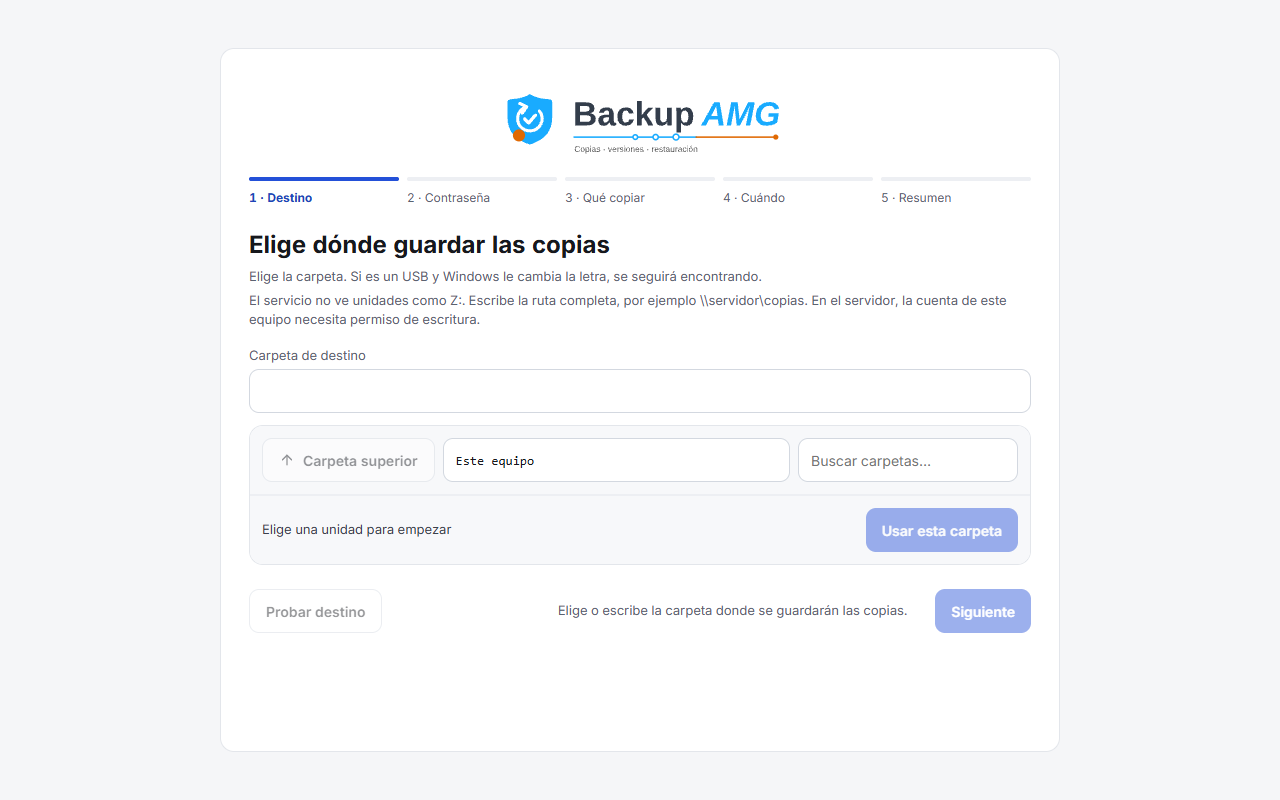 Backup AMG
Copias · versiones · restauración
1 · Destino
2 · Contraseña
3 · Qué copiar
4 · Cuándo
5 · Resumen
Elige dónde guardar las copias
Elige la carpeta. Si es un USB y Windows le cambia la letra, se seguirá encontrando.
El servicio no ve unidades como Z:. Escribe la ruta completa, por ejemplo \\servidor\copias. En el servidor, la cuenta de este
equipo necesita permiso de escritura.
Carpeta de destino
Carpeta superior
Este equipo
Buscar carpetas...
Elige una unidad para empezar
Usar esta carpeta
Probar destino
Elige o escribe la carpeta donde se guardarán las copias.
Siguiente